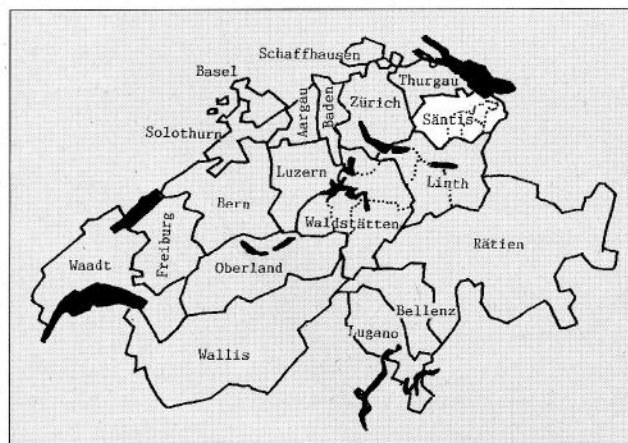 Schaffhausen
Basel
Thurgau
Zürich
Aargau
Baden
Säntis
Solothurn
Luzern
Linth
Bern
Waldstätten
Freiburg
Rätien
Waadt
Oberland
Bellenz
Lugano
Wallis